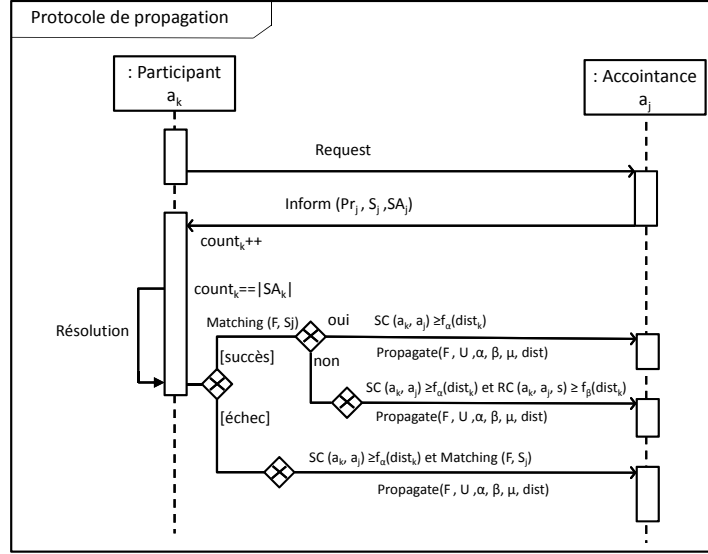 Protocole de propagation
: Participant
aₖ
: Accointance
aⱼ
Request
Inform (Prⱼ , Sⱼ ,SAⱼ)
countₖ++
countₖ==|SAₖ|
Résolution
Matching (F, Sj)
oui
SC (aₖ, aⱼ) ≥fα(distₖ)
Propagate(F , U ,α, β, μ, dist)
[succès]
non
SC (aₖ, aⱼ) ≥fα(distₖ) et RC (aₖ, aⱼ, s) ≥ fᵦ(distₖ)
Propagate(F , U ,α, β, μ, dist)
[échec]
SC (aₖ, aⱼ) ≥fα(distₖ) et Matching (F, Sⱼ)
Propagate(F , U ,α, β, μ, dist)